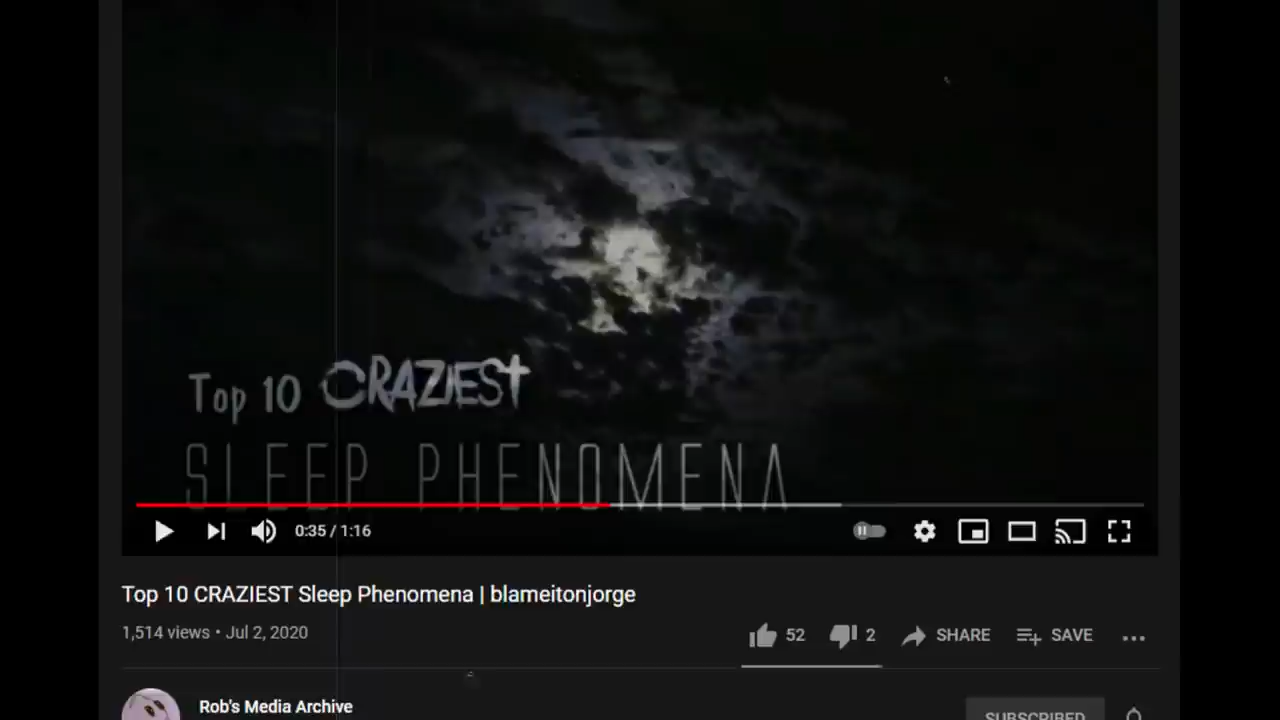 Top 10 CRAZIEST
SLEEP PHENOMENA
0:35 / 1:16
Top 10 CRAZIEST Sleep Phenomena | blameitonjorge
1,514 views • Jul 2, 2020
52
2
SHARE
SAVE
Rob's Media Archive
SUBSCRIBED